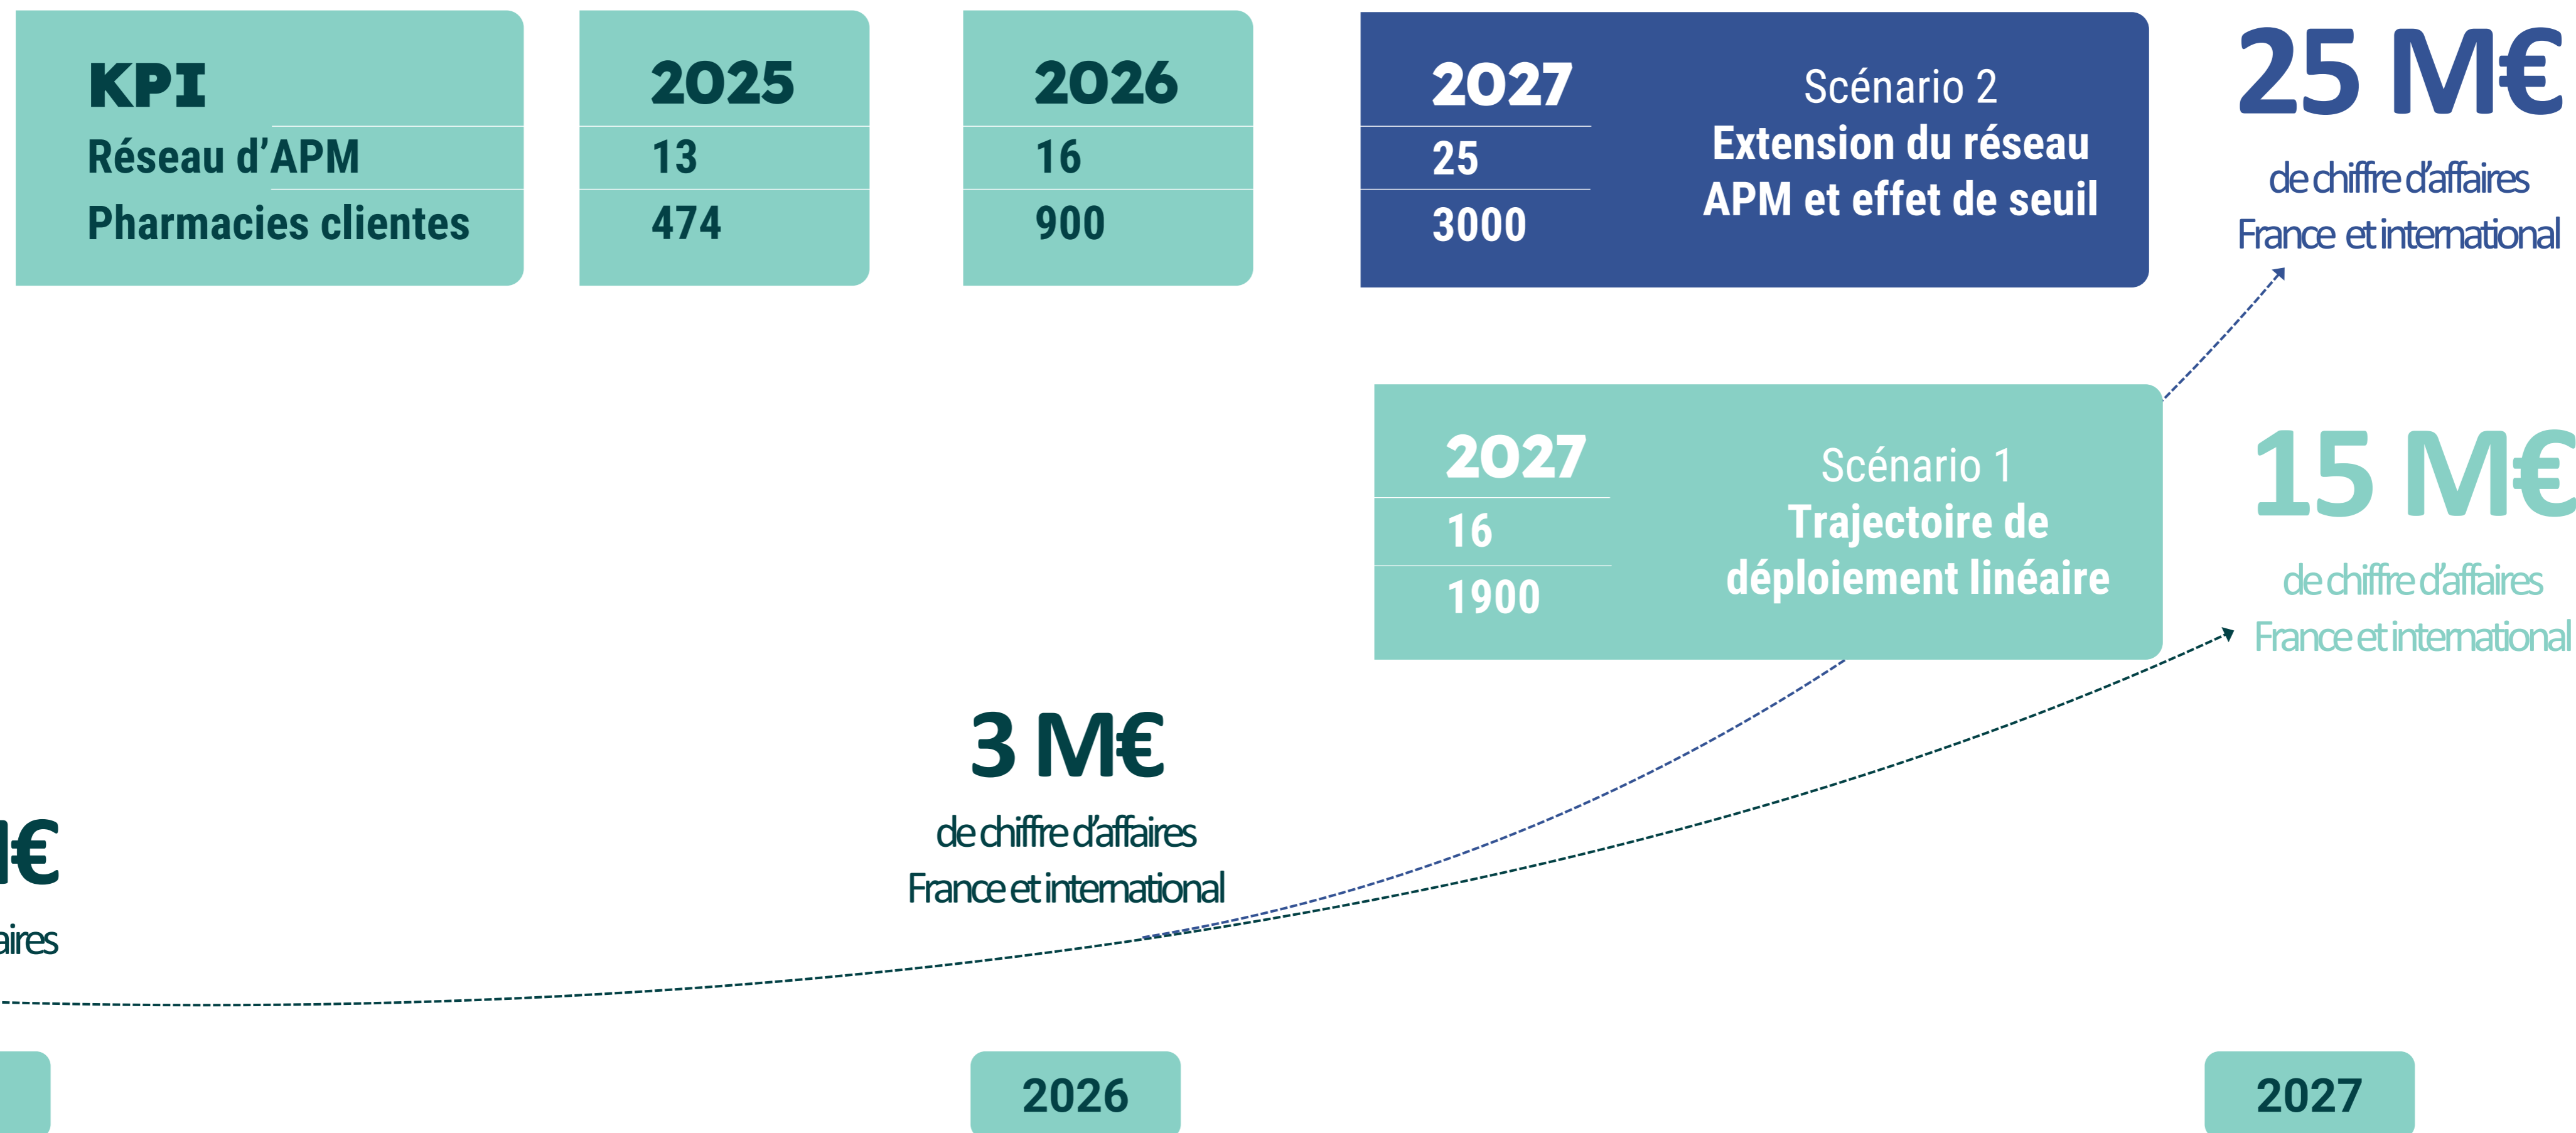 KPI
Réseau d’APM
Pharmacies clientes
2025
13
474
2026
16
900
2027
25
3000
Scénario 2
Extension du réseau
APM et effet de seuil
25 M€
de chiffre d’affaires
France et international
2027
16
1900
Scénario 1
Trajectoire de
déploiement linéaire
15 M€
de chiffre d’affaires
France et international
3 M€
de chiffre d’affaires
France et international
€
aires
2026
2027